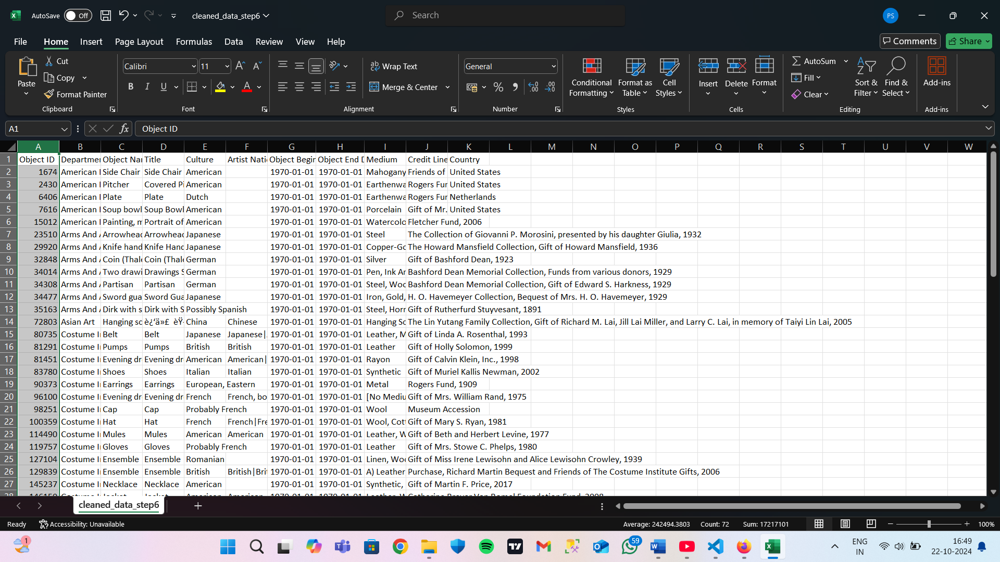 AutoSave Off cleaned_data_step6 Search PS
File Home Insert Page Layout Formulas Data Review View Help Comments Share
Paste Cut Copy Format Painter Clipboard
Calibri 11 B I U A Font
Wrap Text Merge & Center Alignment
General % Number
Conditional Formatting Format as Table Cell Styles Styles
Insert Delete Format Cells
AutoSum Fill Clear Sort & Filter Find & Select Editing
Add-ins Add-ins
A1 fx Object ID
A B C D E F G H I J K L M N O P Q R S T U V W
1 Object ID Departmen Object Na Title Culture Artist Nati Object Begin Object End D Medium Credit Line Country
2 1674 American Side Chair Side Chair American 1970-01-01 1970-01-01 Mahogany Friends of United States
3 2430 American Pitcher Covered Pi American 1970-01-01 1970-01-01 Earthenwa Rogers Fur United States
4 6406 American Plate Plate Dutch 1970-01-01 1970-01-01 Earthenwa Rogers Fur Netherlands
5 7616 American Soup bowl Soup Bowl American 1970-01-01 1970-01-01 Porcelain Gift of Mr. United States
6 15012 American Painting, m Portrait of American 1970-01-01 1970-01-01 Watercolo Fletcher Fund, 2006
7 23510 Arms And Arrowhead Arrowhead Japanese 1970-01-01 1970-01-01 Steel The Collection of Giovanni P. Morosini, presented by his daughter Giulia, 1932
8 29920 Arms And Knife hand Knife Hand Japanese 1970-01-01 1970-01-01 Copper-Go The Howard Mansfield Collection, Gift of Howard Mansfield, 1936
9 32848 Arms And Coin (Thale Coin (Thale German 1970-01-01 1970-01-01 Silver Gift of Bashford Dean, 1923
10 34014 Arms And Two drawi Drawings S German 1970-01-01 1970-01-01 Pen, Ink Ar Bashford Dean Memorial Collection, Funds from various donors, 1929
11 34308 Arms And Partisan Partisan German 1970-01-01 1970-01-01 Steel, Woo Bashford Dean Memorial Collection, Gift of Edward S. Harkness, 1929
12 34477 Arms And Sword gua Sword Gua Japanese 1970-01-01 1970-01-01 Iron, Gold, H. O. Havemeyer Collection, Bequest of Mrs. H. O. Havemeyer, 1929
13 35163 Arms And Dirk with s Dirk with S Possibly Spanish 1970-01-01 1970-01-01 Steel, Horn Gift of Rutherfurd Stuyvesant, 1891
14 72803 Asian Art Hanging sc è¿‘ä»£ èŸ China Chinese 1970-01-01 1970-01-01 Hanging Sc The Lin Yutang Family Collection, Gift of Richard M. Lai, Jill Lai Miller, and Larry C. Lai, in memory of Taiyi Lin Lai, 2005
15 80735 Costume I Belt Belt Japanese Japanese| 1970-01-01 1970-01-01 Leather, M Gift of Linda A. Rosenthal, 1993
16 81291 Costume I Pumps Pumps British British 1970-01-01 1970-01-01 Leather Gift of Holly Solomon, 1999
17 81451 Costume I Evening dr Evening dr American American| 1970-01-01 1970-01-01 Rayon Gift of Calvin Klein, Inc., 1998
18 83780 Costume I Shoes Shoes Italian Italian 1970-01-01 1970-01-01 Synthetic Gift of Muriel Kallis Newman, 2002
19 90373 Costume I Earrings Earrings European, Eastern 1970-01-01 1970-01-01 Metal Rogers Fund, 1909
20 96100 Costume I Evening dr Evening dr French French, bo 1970-01-01 1970-01-01 [No Mediu Gift of Mrs. William Rand, 1975
21 98251 Costume I Cap Cap Probably French 1970-01-01 1970-01-01 Wool Museum Accession
22 100359 Costume I Hat Hat French French|Fre 1970-01-01 1970-01-01 Wool, Cott Gift of Mary S. Ryan, 1981
23 114490 Costume I Mules Mules American American 1970-01-01 1970-01-01 Leather, W Gift of Beth and Herbert Levine, 1977
24 119757 Costume I Gloves Gloves Probably French 1970-01-01 1970-01-01 Leather Gift of Mrs. Stowe C. Phelps, 1980
25 127104 Costume I Ensemble Ensemble Romanian 1970-01-01 1970-01-01 Linen, Woo Gift of Miss Irene Lewisohn and Alice Lewisohn Crowley, 1939
26 129839 Costume I Ensemble Ensemble British British|Brit 1970-01-01 1970-01-01 A) Leather Purchase, Richard Martin Bequest and Friends of The Costume Institute Gifts, 2006
27 145237 Costume I Necklace Necklace American 1970-01-01 1970-01-01 Synthetic, Gift of Martin F. Price, 2017
cleaned_data_step6
Ready Accessibility: Unavailable Average: 242494.3803 Count: 72 Sum: 17217101 100%
1 59 ENG IN 16:49 22-10-2024